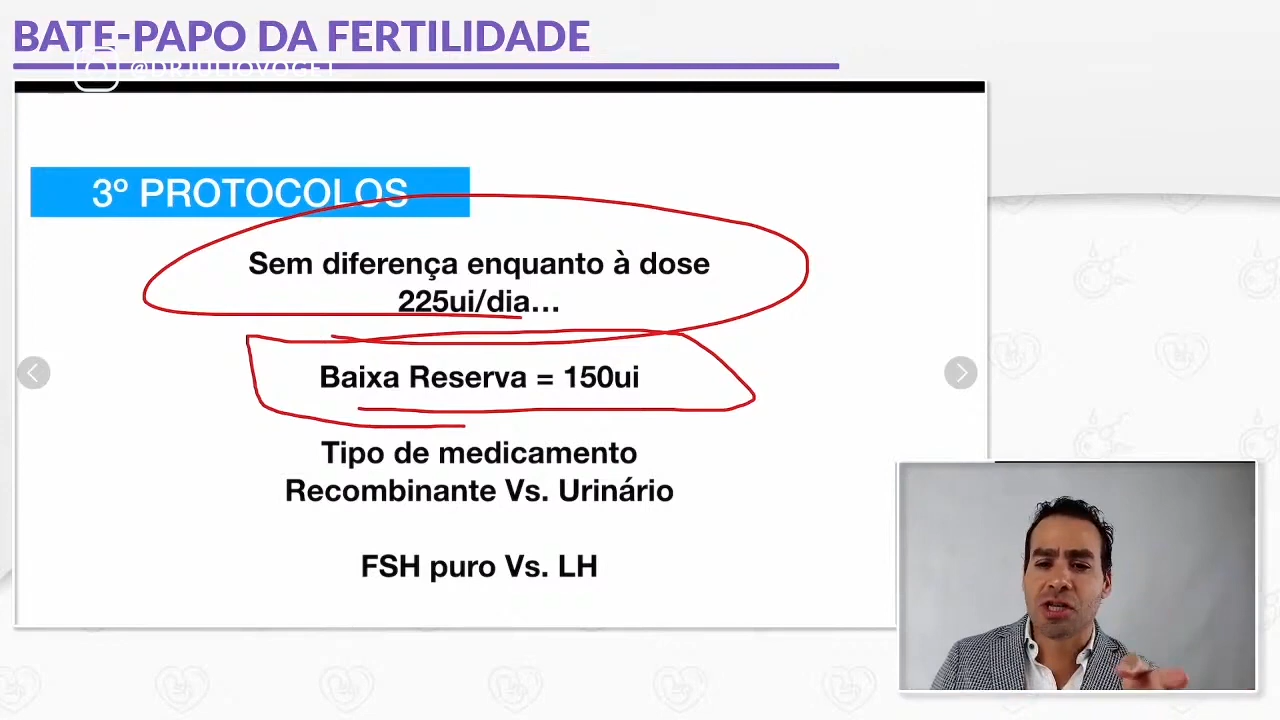 BATE-PAPO DA FERTILIDADE
@DRJULIOVOGET
3º PROTOCOLOS
Sem diferença enquanto à dose
225ui/dia...
Baixa Reserva = 150ui
Tipo de medicamento
Recombinante Vs. Urinário
FSH puro Vs. LH